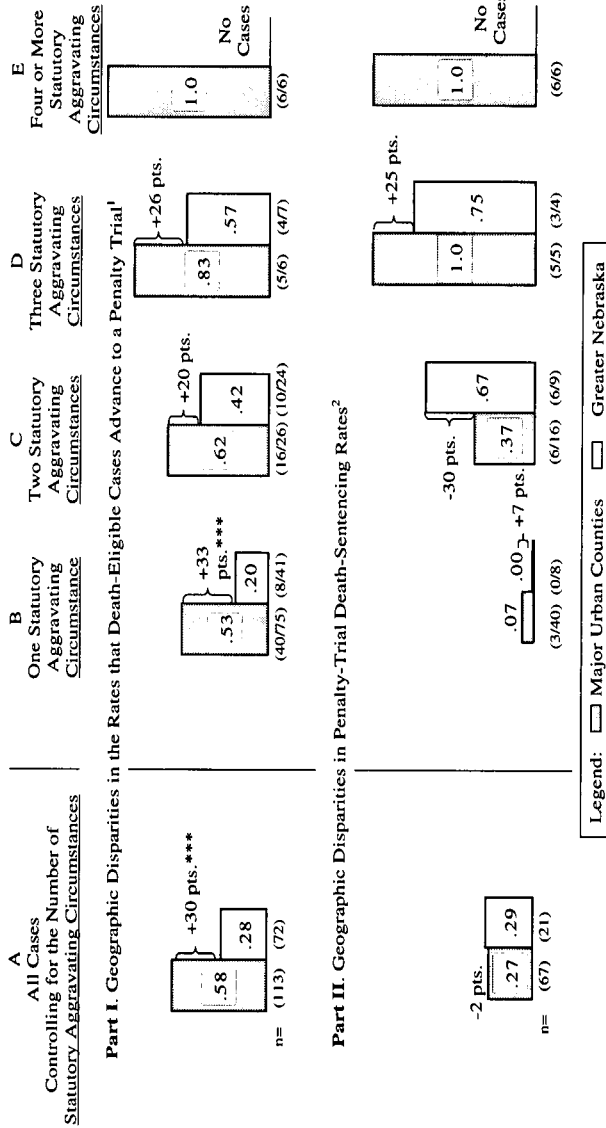 A
All Cases
Controlling for the Number of
Statutory Aggravating Circumstances
B
One Statutory
Aggravating
Circumstance
C
Two Statutory
Aggravating
Circumstances
D
Three Statutory
Aggravating
Circumstances
E
Four or More
Statutory
Aggravating
Circumstances
Part I. Geographic Disparities in the Rates that Death-Eligible Cases Advance to a Penalty Trial1
+30 pts.***
.58
.28
n= (113) (72)
+33
pts.***
.53
.20
(40/75) (8/41)
+20 pts.
.62
.42
(16/26) (10/24)
+26 pts.
.83
.57
(5/6) (4/7)
1.0
No
Cases
(6/6)
Part II. Geographic Disparities in Penalty-Trial Death-Sentencing Rates2
-2 pts.
.27
.29
n= (67) (21)
.07
.00
+7 pts.
(3/40) (0/8)
-30 pts.
.37
.67
(6/16) (6/9)
+25 pts.
1.0
.75
(5/5) (3/4)
1.0
No
Cases
(6/6)
Legend: Major Urban Counties Greater Nebraska